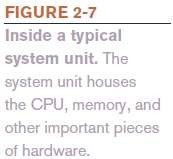 FIGURE 2-7
Inside a typical
system unit. The
system unit houses
the CPU, memory, and
other important pieces
of hardware.